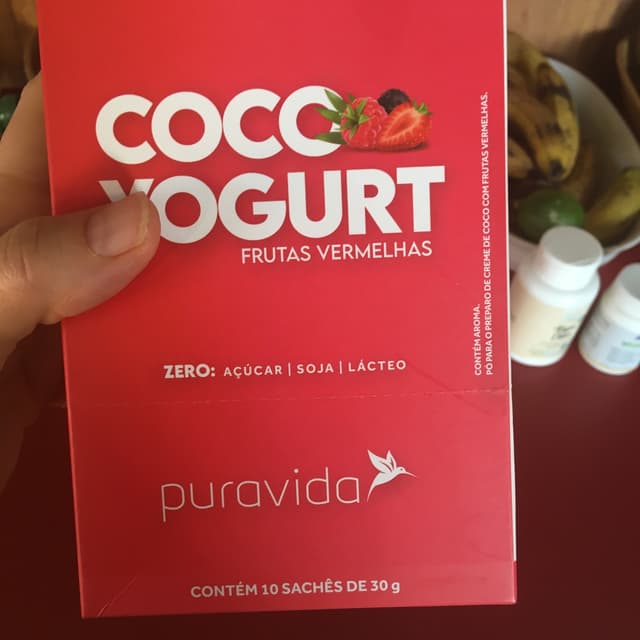 COCO
YOGURT
FRUTAS VERMELHAS
CONTÉM AROMA.
PÓ PARA O PREPARO DE CREME DE COCO COM FRUTAS VERMELHAS.
ZERO: AÇÚCAR | SOJA | LÁCTEO
puravida
CONTÉM 10 SACHÊS DE 30 g